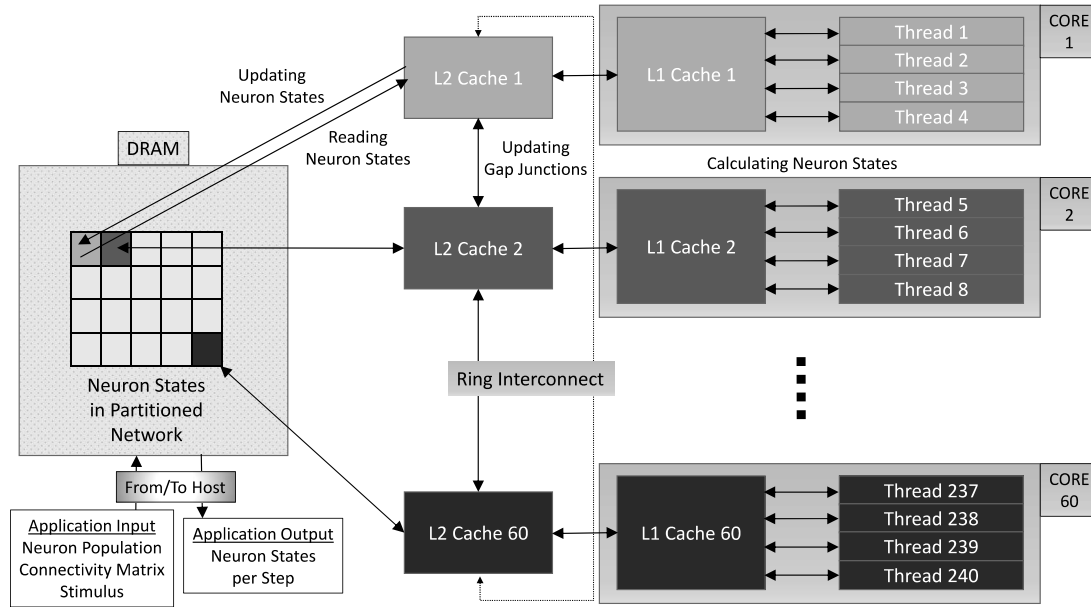 Updating
Neuron States
Reading
Neuron States
DRAM
Neuron States
in Partitioned
Network
From/To Host
Application Input
Neuron Population
Connectivity Matrix
Stimulus
Application Output
Neuron States
per Step
L2 Cache 1
Updating
Gap Junctions
L2 Cache 2
Ring Interconnect
L2 Cache 60
L1 Cache 1
Thread 1
Thread 2
Thread 3
Thread 4
CORE
1
Calculating Neuron States
L1 Cache 2
Thread 5
Thread 6
Thread 7
Thread 8
CORE
2
L1 Cache 60
Thread 237
Thread 238
Thread 239
Thread 240
CORE
60